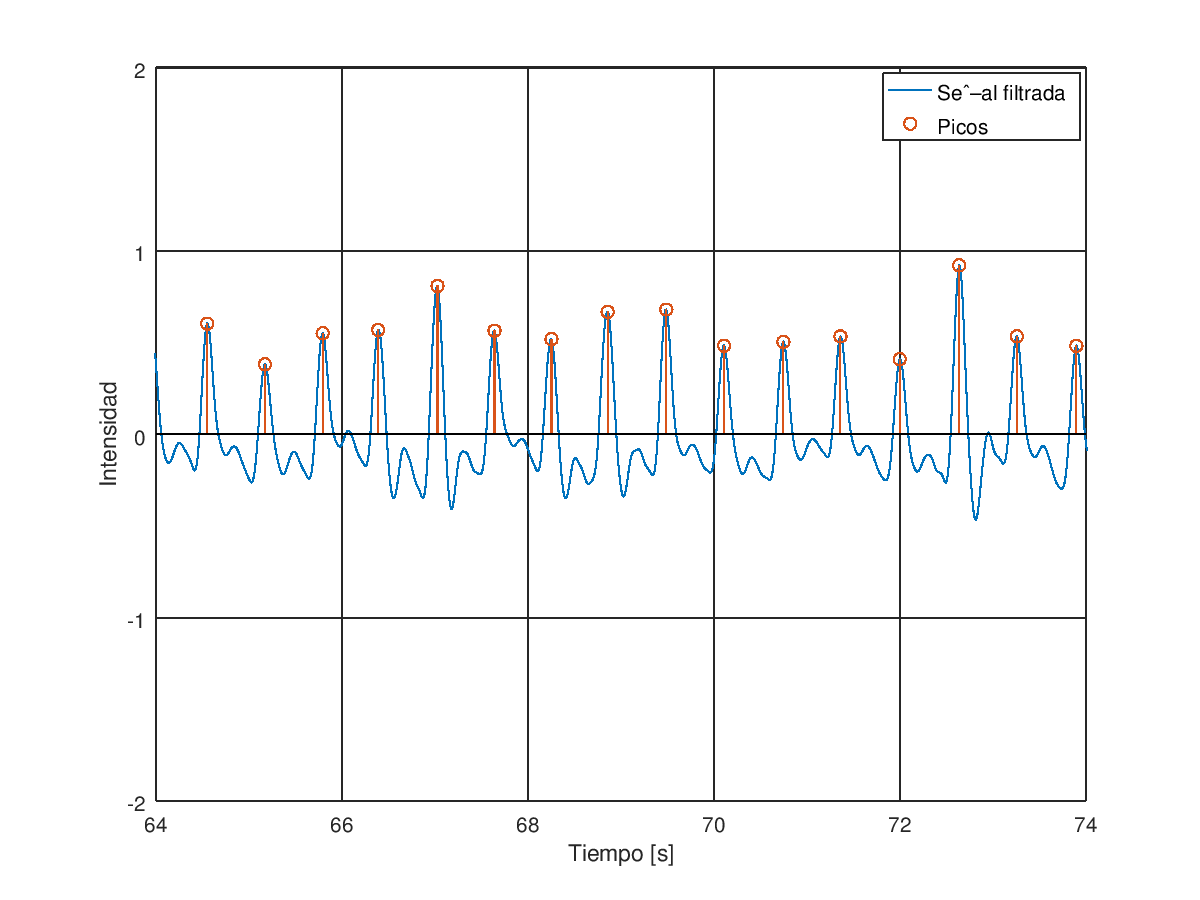 2
Seˆ–al filtrada
Picos
1
0
-1
-2
Intensidad
64 66 68 70 72 74
Tiempo [s]